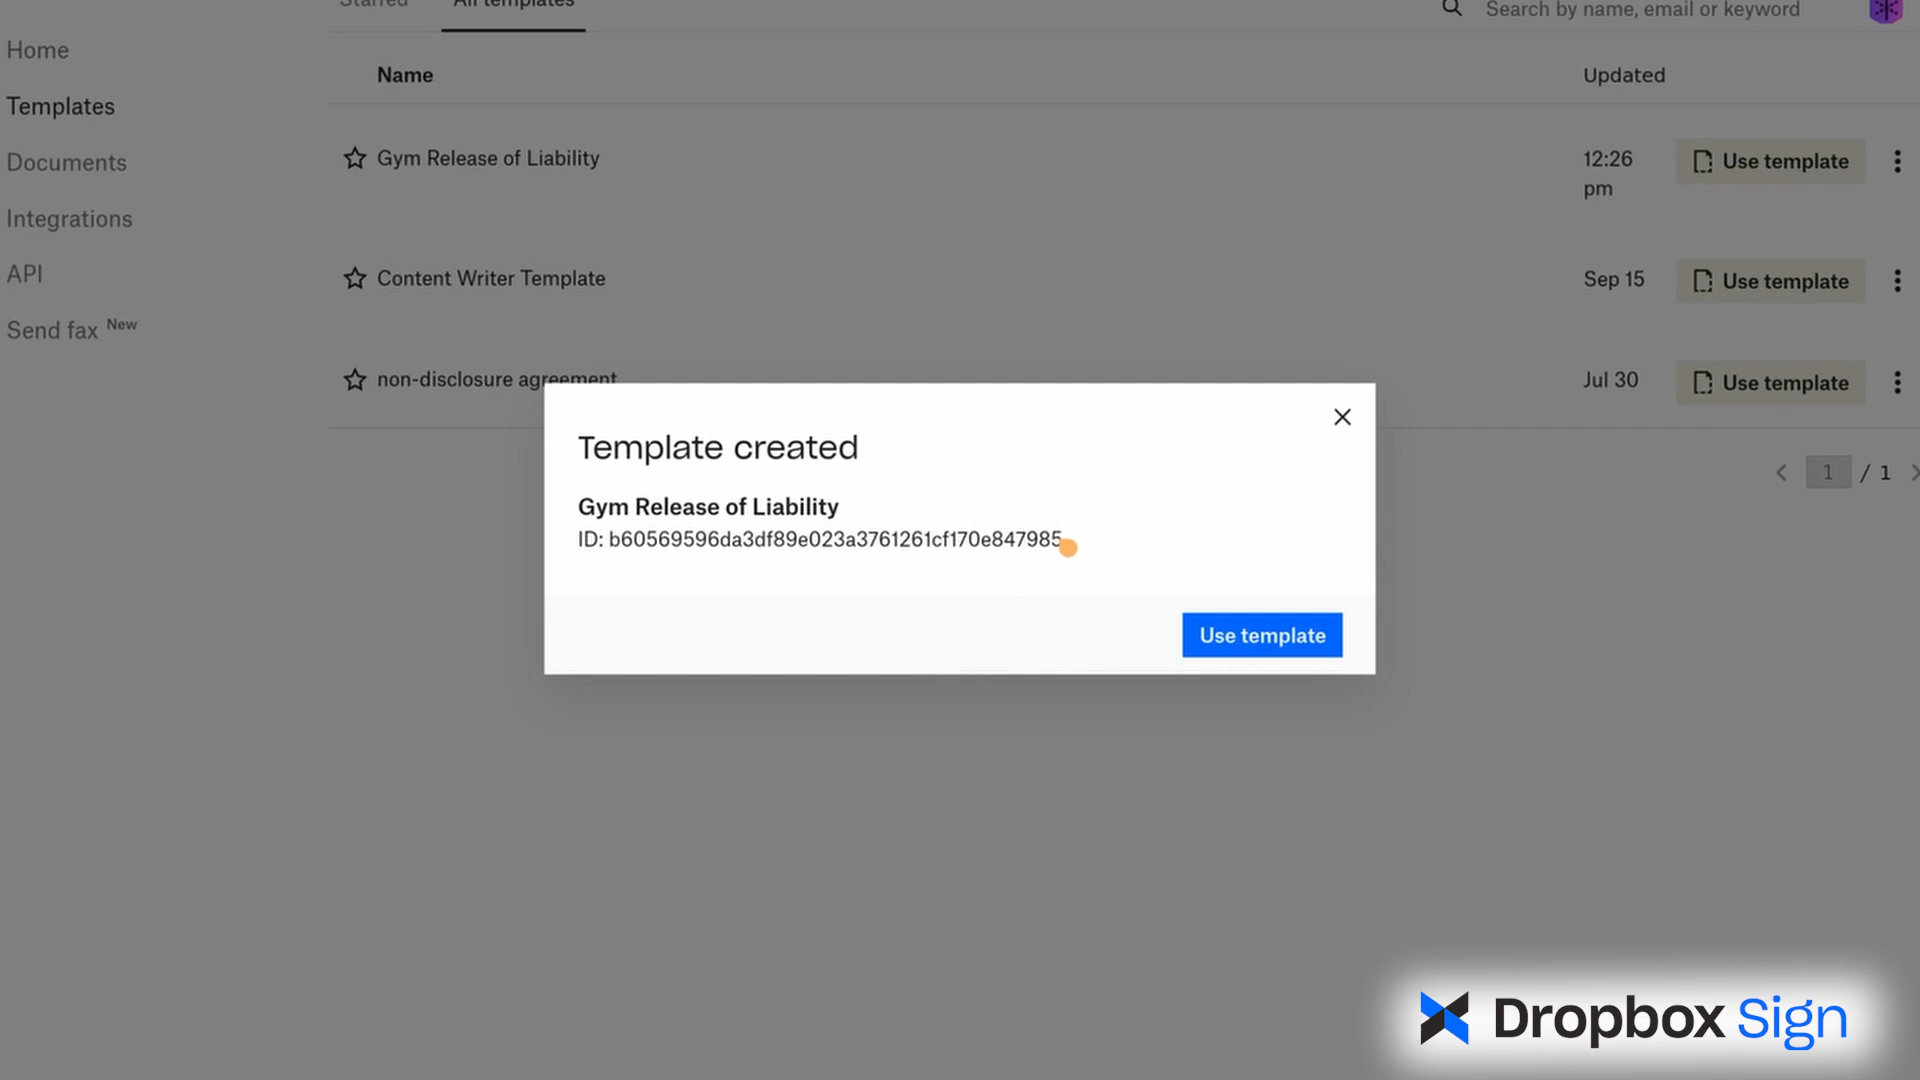 Starred
All templates
Search by name, email or keyword
Home
Templates
Documents
Integrations
API
Send fax New
Name
Updated
Gym Release of Liability
12:26
pm
Use template
Content Writer Template
Sep 15
Use template
non-disclosure agreement
Jul 30
Use template
1 / 1
Template created
Gym Release of Liability
ID: b60569596da3df89e023a3761261cf170e847985
Use template
Dropbox Sign